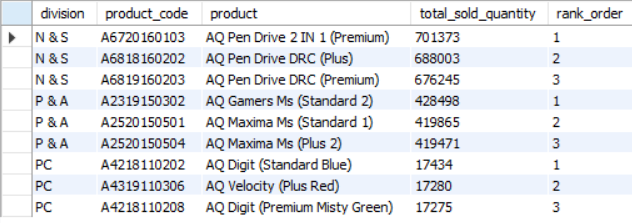 division product_code product total_sold_quantity rank_order
N & S A6720160103 AQ Pen Drive 2 IN 1 (Premium) 701373 1
N & S A6818160202 AQ Pen Drive DRC (Plus) 688003 2
N & S A6819160203 AQ Pen Drive DRC (Premium) 676245 3
P & A A2319150302 AQ Gamers Ms (Standard 2) 428498 1
P & A A2520150501 AQ Maxima Ms (Standard 1) 419865 2
P & A A2520150504 AQ Maxima Ms (Plus 2) 419471 3
PC A4218110202 AQ Digit (Standard Blue) 17434 1
PC A4319110306 AQ Velocity (Plus Red) 17280 2
PC A4218110208 AQ Digit (Premium Misty Green) 17275 3